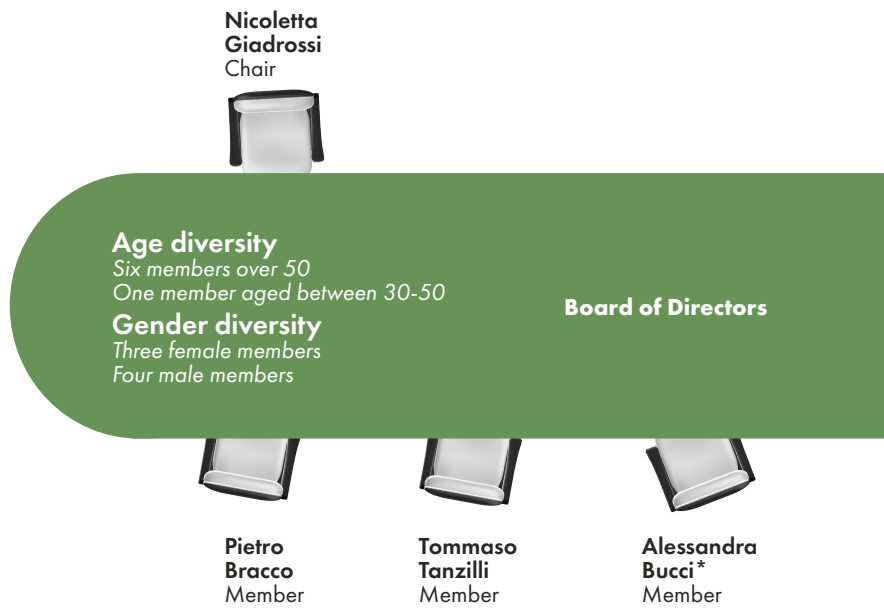 Nicoletta
Giadrossi
Chair
Age diversity
Six members over 50
One member aged between 30-50
Gender diversity
Three female members
Four male members
Board of Directors
Pietro
Bracco
Member
Tommaso
Tanzilli
Member
Alessandra
Bucci*
Member